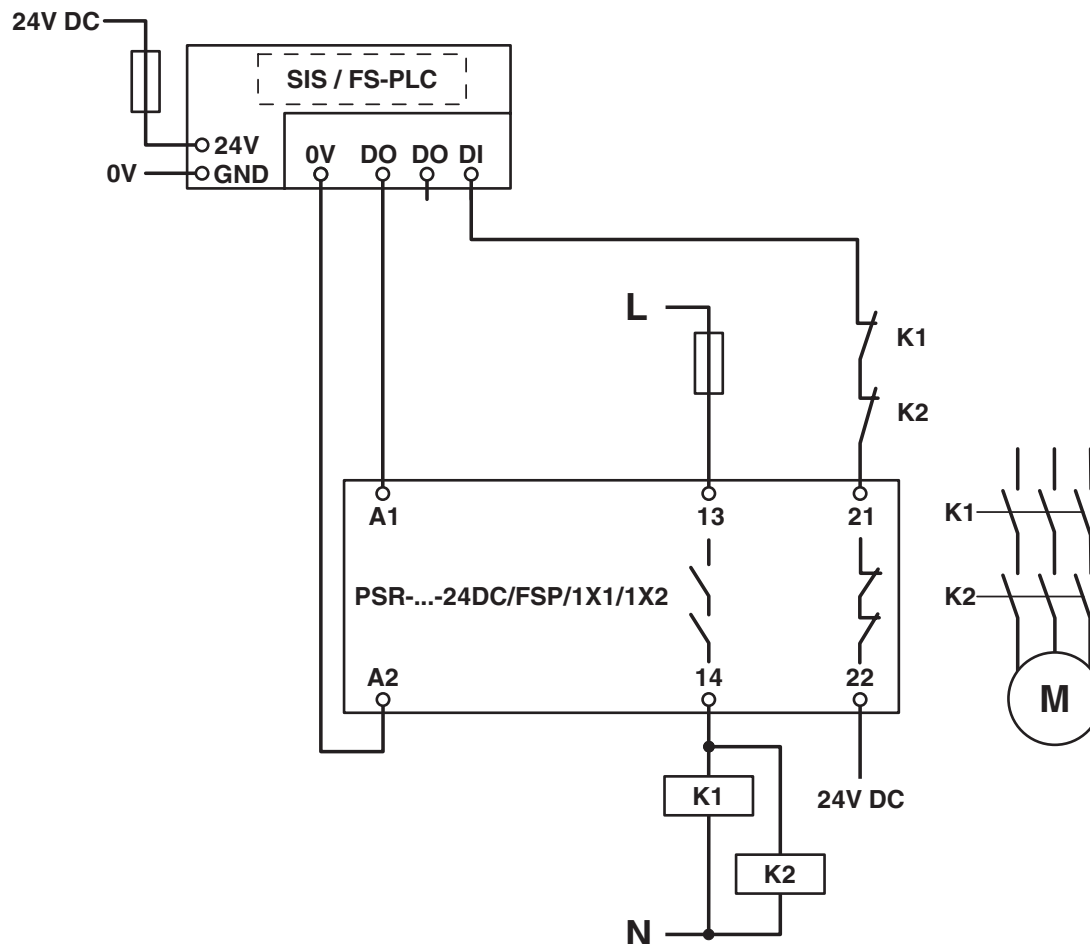 24V DC
SIS / FS-PLC
24V
0V
GND
0V DO DO DI
L
K1
K2
A1 13 21
PSR-...-24DC/FSP/1X1/1X2
A2 14 22
K1
K2
M
K1
24V DC
K2
N